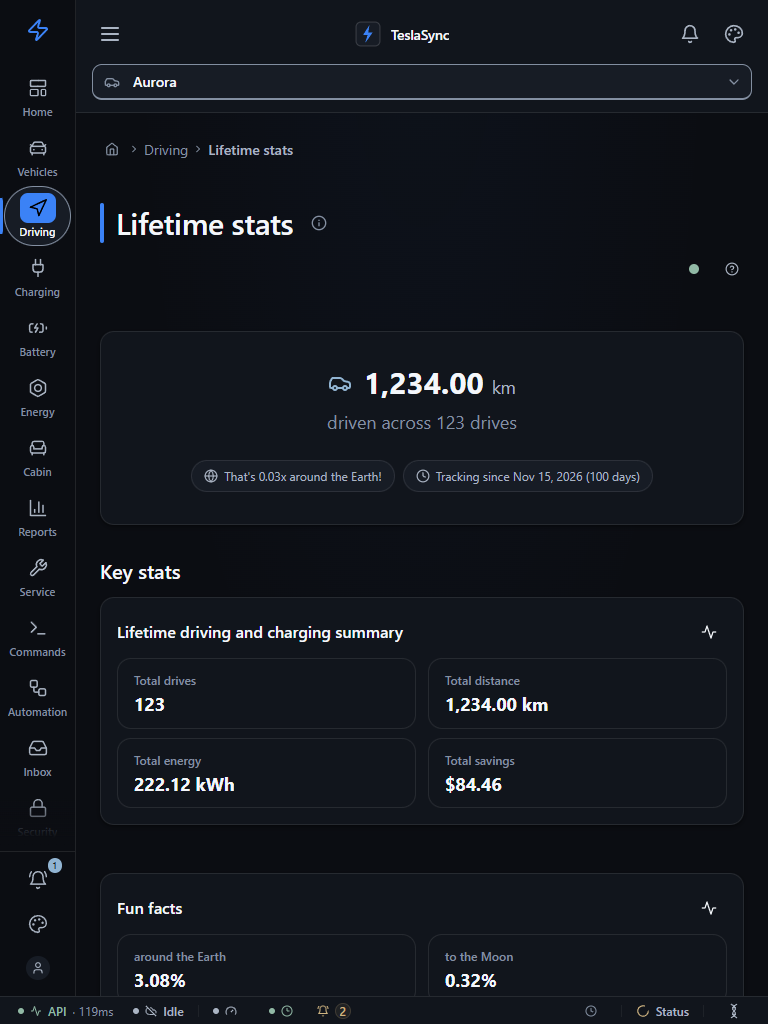 TeslaSync
Aurora
Home
Vehicles
Driving
Charging
Battery
Energy
Cabin
Reports
Service
Commands
Automation
Inbox
Security
1
Driving
Lifetime stats
Lifetime stats
1,234.00 km
driven across 123 drives
That's 0.03x around the Earth!
Tracking since Nov 15, 2026 (100 days)
Key stats
Lifetime driving and charging summary
Total drives
123
Total distance
1,234.00 km
Total energy
222.12 kWh
Total savings
$84.46
Fun facts
around the Earth
3.08%
to the Moon
0.32%
API · 119ms
Idle
2
Status